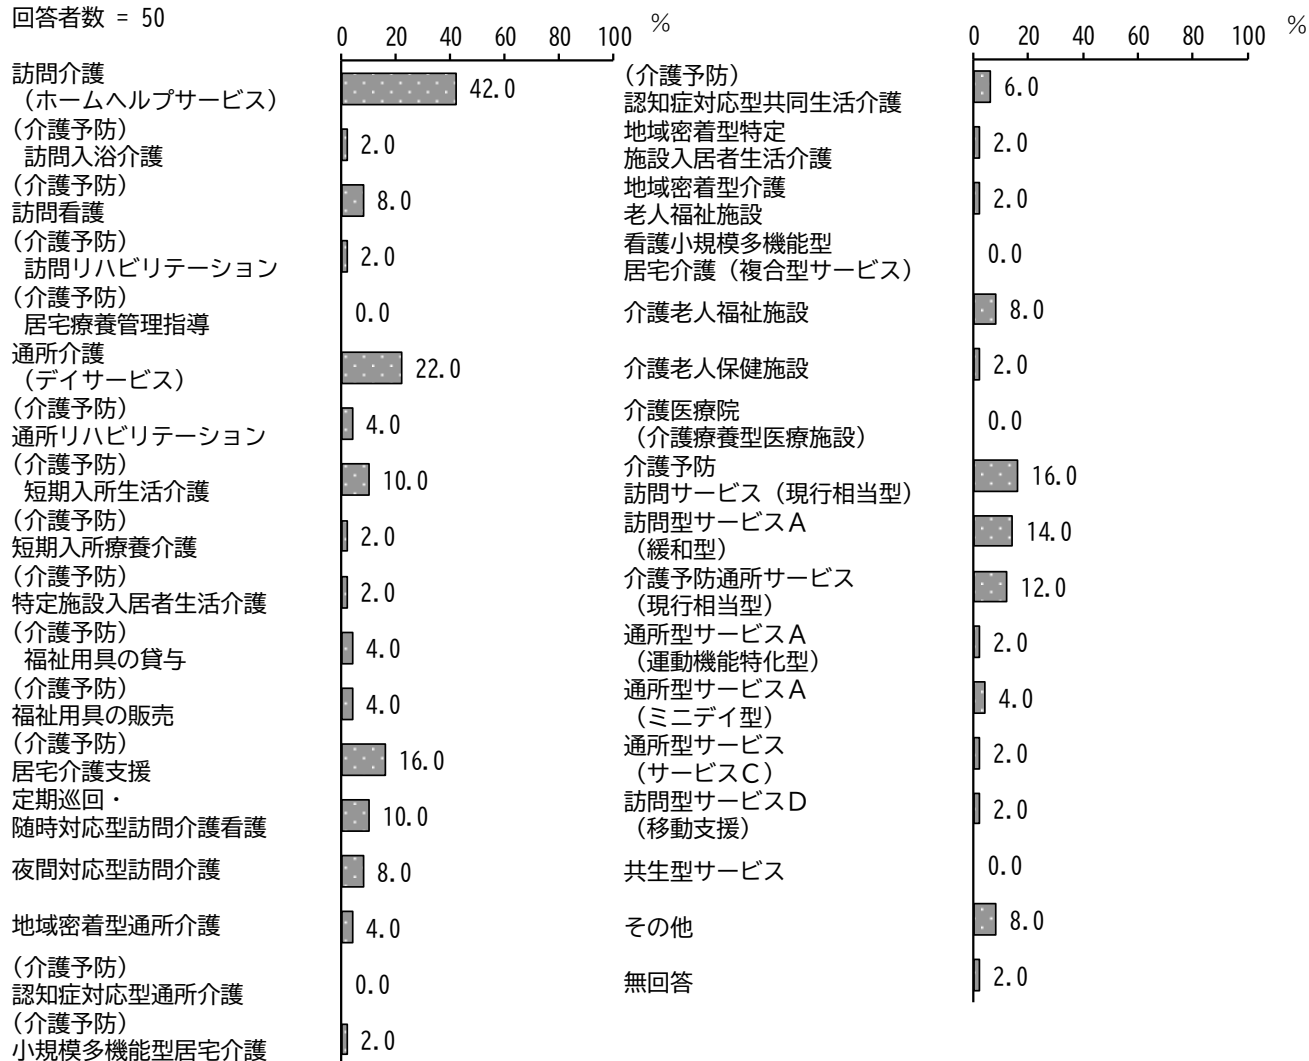 回答者数 = 50
0 20 40 60 80 100 %
訪問介護
（ホームヘルプサービス） 42.0
（介護予防）
訪問入浴介護 2.0
（介護予防）
訪問看護 8.0
（介護予防）
訪問リハビリテーション 2.0
（介護予防）
居宅療養管理指導 0.0
通所介護
（デイサービス） 22.0
（介護予防）
通所リハビリテーション 4.0
（介護予防）
短期入所生活介護 10.0
（介護予防）
短期入所療養介護 2.0
（介護予防）
特定施設入居者生活介護 2.0
（介護予防）
福祉用具の貸与 4.0
（介護予防）
福祉用具の販売 4.0
（介護予防）
居宅介護支援 16.0
定期巡回・
随時対応型訪問介護看護 10.0
夜間対応型訪問介護 8.0
地域密着型通所介護 4.0
（介護予防）
認知症対応型通所介護 0.0
（介護予防）
小規模多機能型居宅介護 2.0
0 20 40 60 80 100 %
（介護予防）
認知症対応型共同生活介護 6.0
地域密着型特定
施設入居者生活介護 2.0
地域密着型介護
老人福祉施設 2.0
看護小規模多機能型
居宅介護（複合型サービス） 0.0
介護老人福祉施設 8.0
介護老人保健施設 2.0
介護医療院
（介護療養型医療施設） 0.0
介護予防
訪問サービス（現行相当型） 16.0
訪問型サービスＡ
（緩和型） 14.0
介護予防通所サービス
（現行相当型） 12.0
通所型サービスＡ
（運動機能特化型） 2.0
通所型サービスＡ
（ミニデイ型） 4.0
通所型サービス
（サービスＣ） 2.0
訪問型サービスＤ
（移動支援） 2.0
共生型サービス 0.0
その他 8.0
無回答 2.0